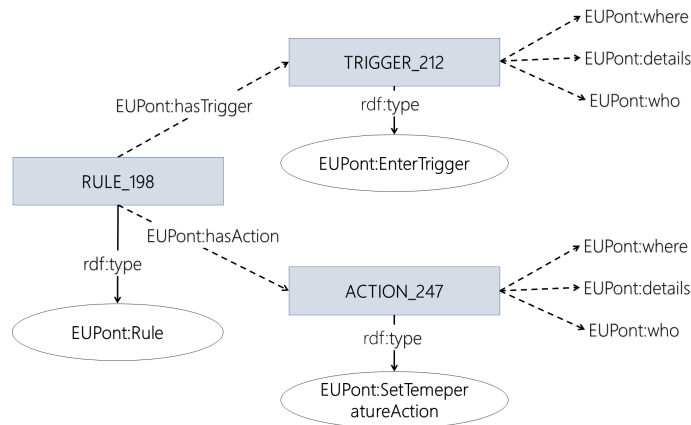 EUPont:where
TRIGGER_212
EUPont:details
EUPont:hasTrigger
rdf:type
EUPont:who
EUPont:EnterTrigger
RULE_198
EUPont:hasAction
EUPont:where
rdf:type
ACTION_247
EUPont:details
EUPont:Rule
rdf:type
EUPont:who
EUPont:SetTemeper
atureAction